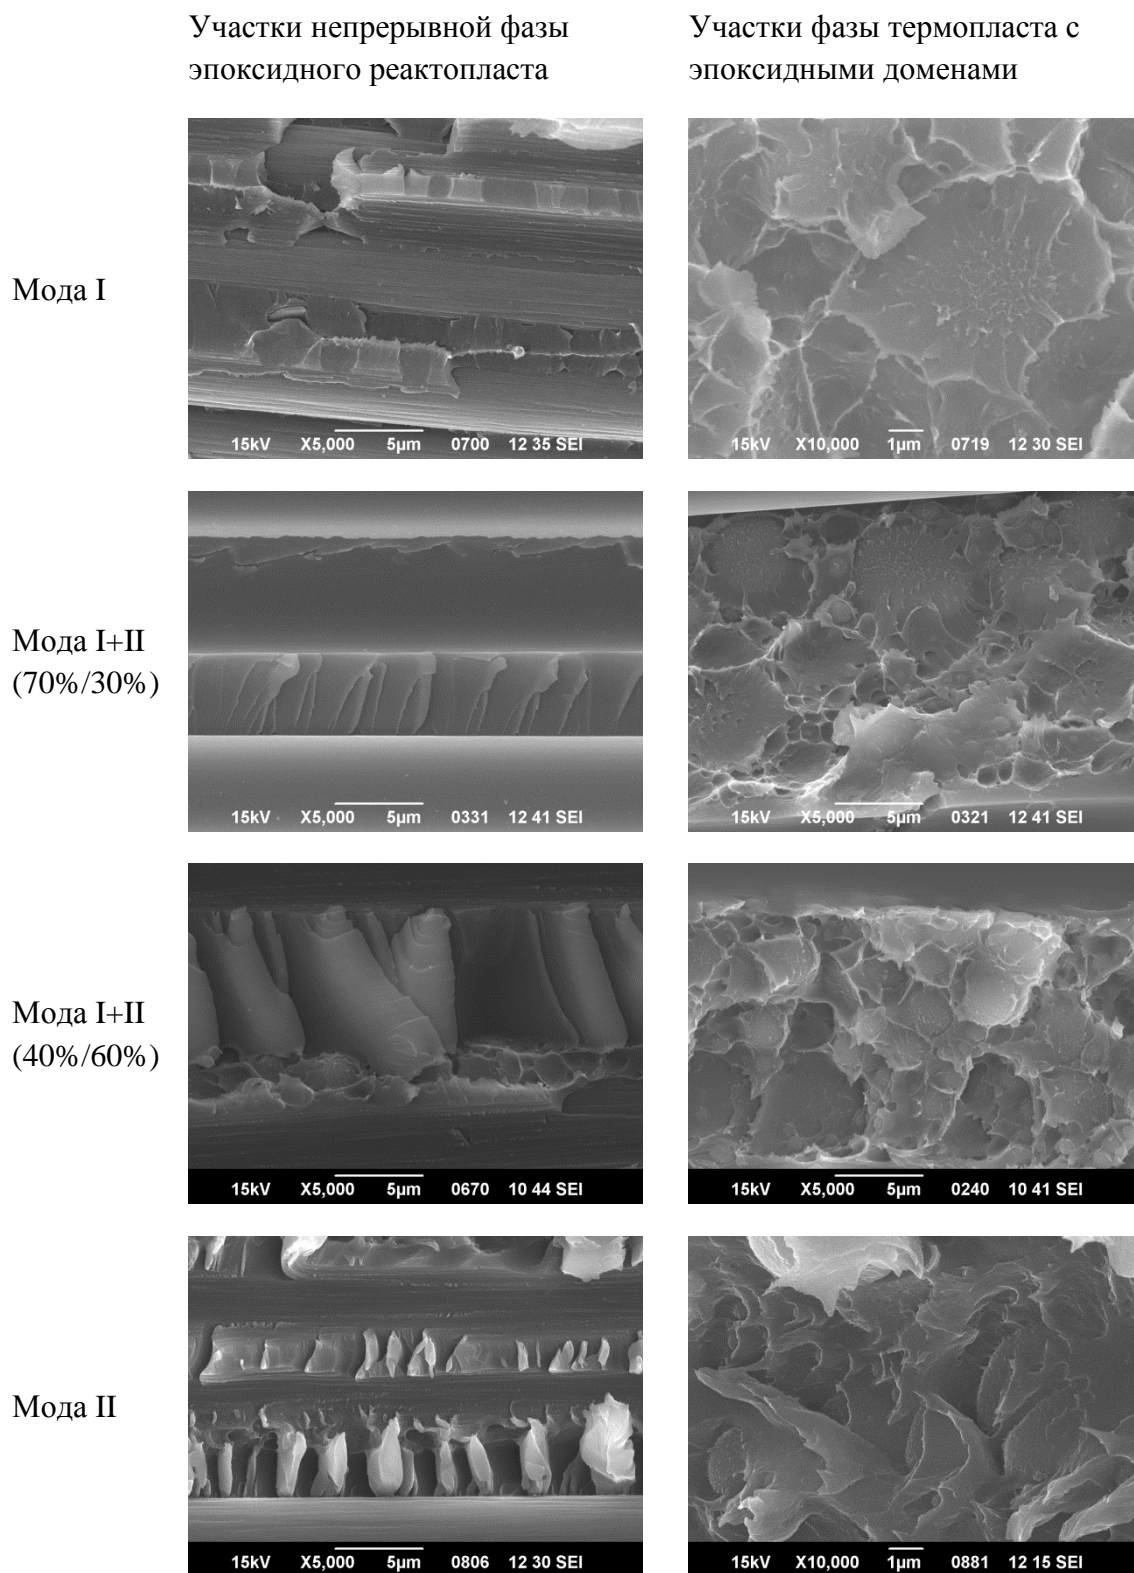 Участки непрерывной фазы
эпоксидного реактопласта
Участки фазы термопласта с
эпоксидными доменами
Мода I
15kV X5,000 5μm 0700 12 35 SEI
15kV X10,000 1μm 0719 12 30 SEI
Мода I+II
(70%/30%)
15kV X5,000 5μm 0331 12 41 SEI
15kV X5,000 5μm 0321 12 41 SEI
Мода I+II
(40%/60%)
15kV X5,000 5μm 0670 10 44 SEI
15kV X5,000 5μm 0240 10 41 SEI
Мода II
15kV X5,000 5μm 0806 12 30 SEI
15kV X10,000 1μm 0881 12 15 SEI